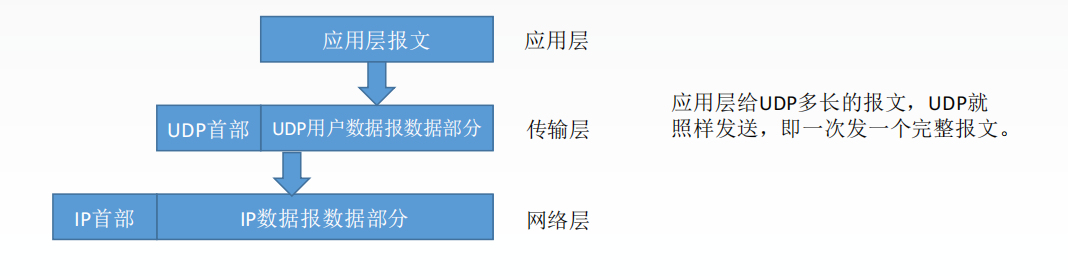 应用层报文
应用层
UDP首部
UDP用户数据报数据部分
传输层
应用层给UDP多长的报文，UDP就
照样发送，即一次发一个完整报文。
IP首部
IP数据报数据部分
网络层